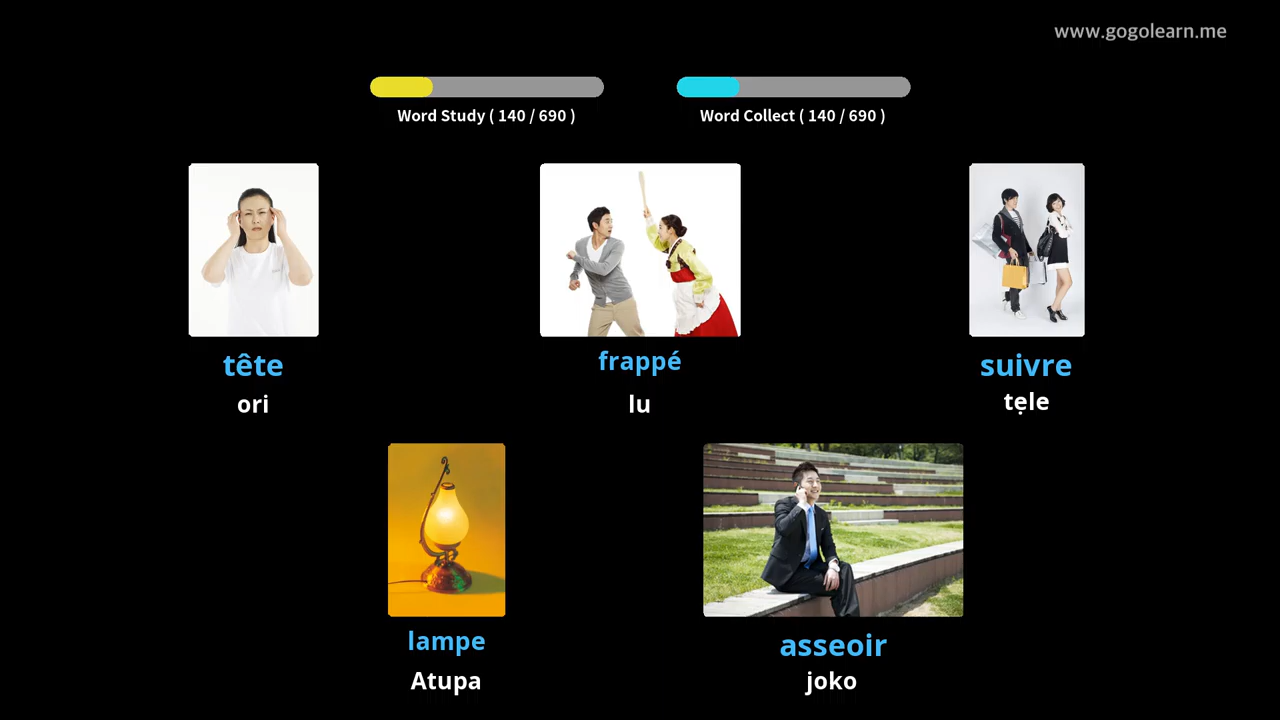 www.gogolearn.me
Word Study ( 140 / 690 )
Word Collect ( 140 / 690 )
tête
ori
frappé
lu
suivre
tẹle
lampe
Atupa
asseoir
joko